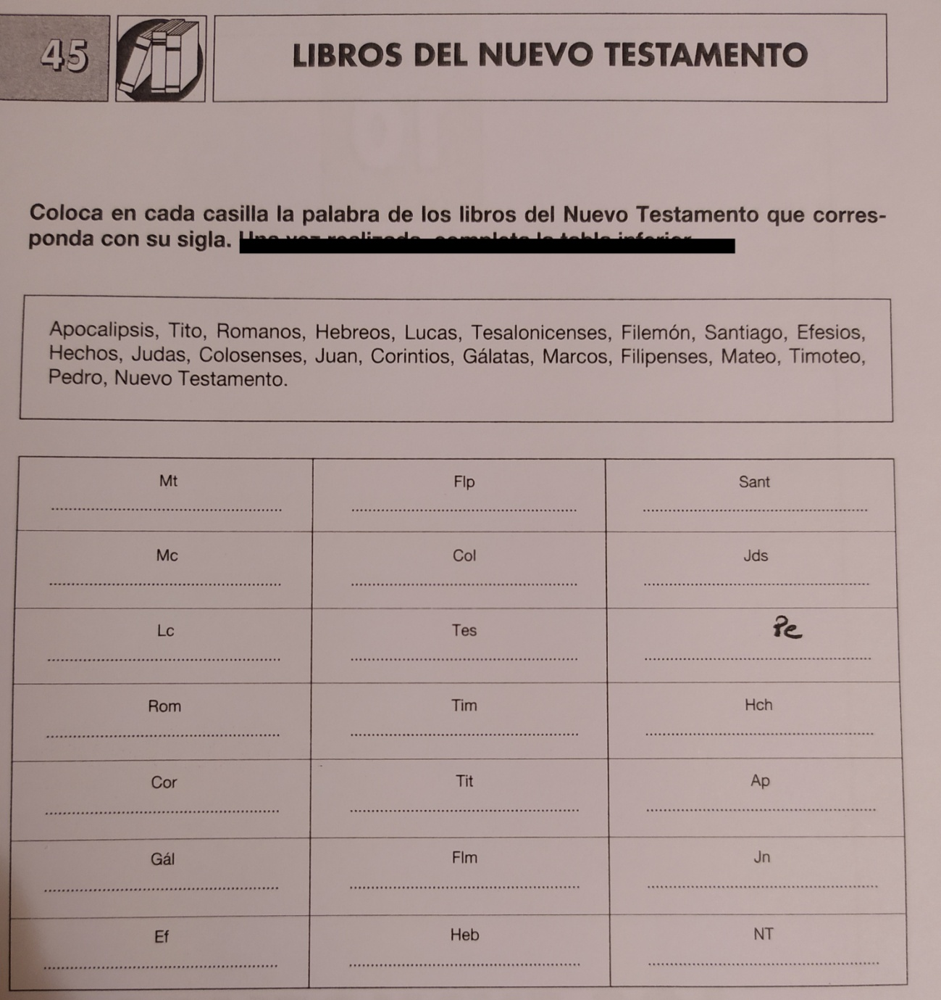 45
LIBROS DEL NUEVO TESTAMENTO
Coloca en cada casilla la palabra de los libros del Nuevo Testamento que corres-
ponda con su sigla.
Apocalipsis, Tito, Romanos, Hebreos, Lucas, Tesalonicenses, Filemón, Santiago, Efesios,
Hechos, Judas, Colosenses, Juan, Corintios, Gálatas, Marcos, Filipenses, Mateo, Timoteo,
Pedro, Nuevo Testamento.
Mt Flp Sant
Mc Col Jds
Lc Tes Pe
Rom Tim Hch
Cor Tit Ap
Gál Flm Jn
Ef Heb NT